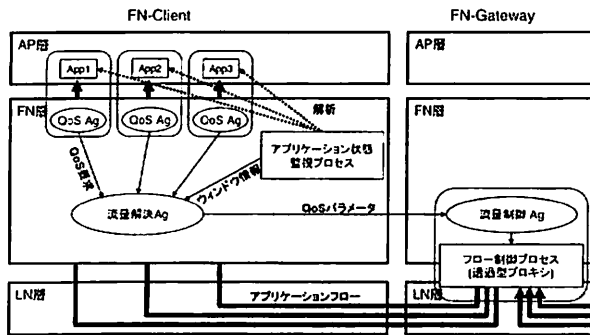 FN-Client
FN-Gateway
AP層
AP層
App1
App2
App3
解析
FN層
FN層
QoS Ag
QoS Ag
QoS Ag
アプリケーション状態
監視プロセス
QoS要求
ウィンドウ情報
流量解決Ag
QoSパラメータ
流量制御 Ag
フロー制御プロセス
(透過型プロキシ)
LN層
アプリケーションフロー
LN層